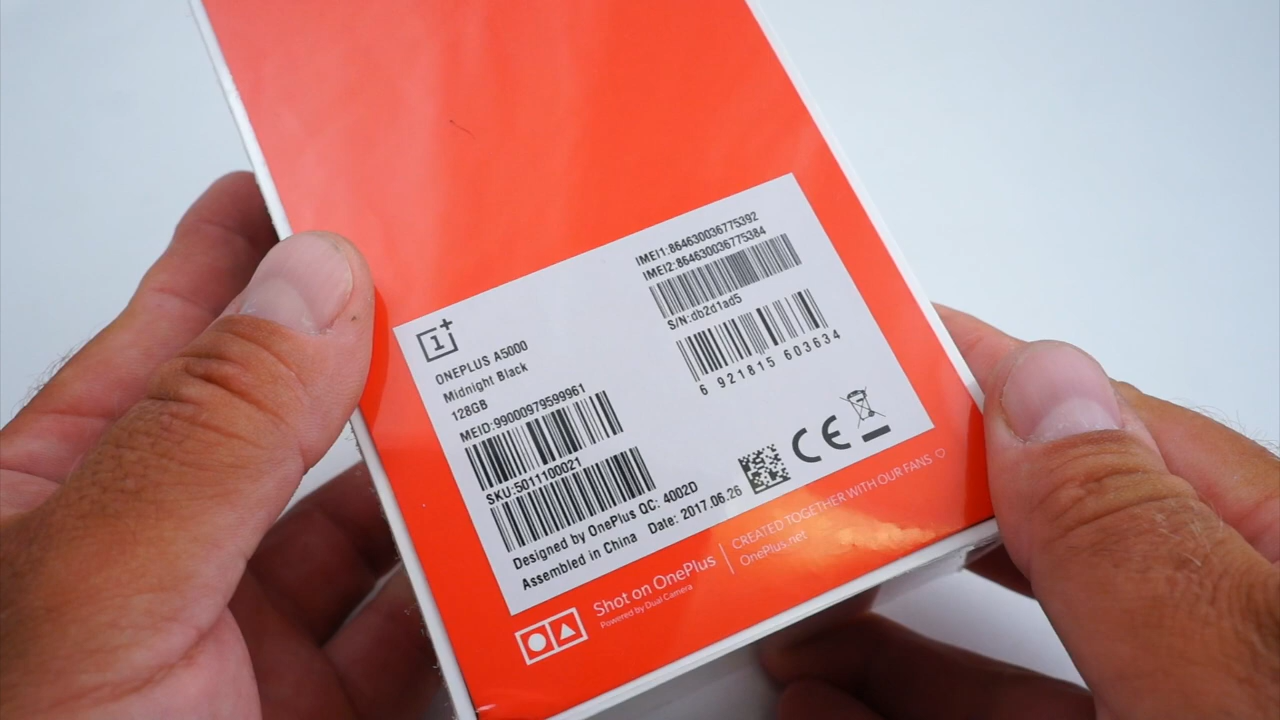 1+
ONEPLUS A5000
Midnight Black
128GB
MEID:99000979599961
SKU:5011100021
Designed by OnePlus QC: 4002D
Assembled in China Date: 2017.06.26
IMEI1:864630036775392
IMEI2:864630036775384
S/N:db2d1ad5
6 921815 603634
CE
Shot on OnePlus
Powered by Dual Camera
CREATED TOGETHER WITH OUR FANS ♡
OnePlus.net